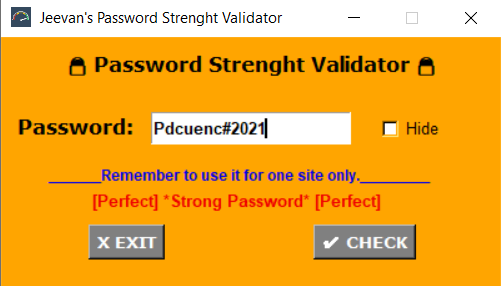 Jeevan's Password Strenght Validator
Password Strenght Validator
Password: Pdcuenc#2021 Hide
______Remember to use it for one site only.________
[Perfect] *Strong Password* [Perfect]
X EXIT ✔ CHECK